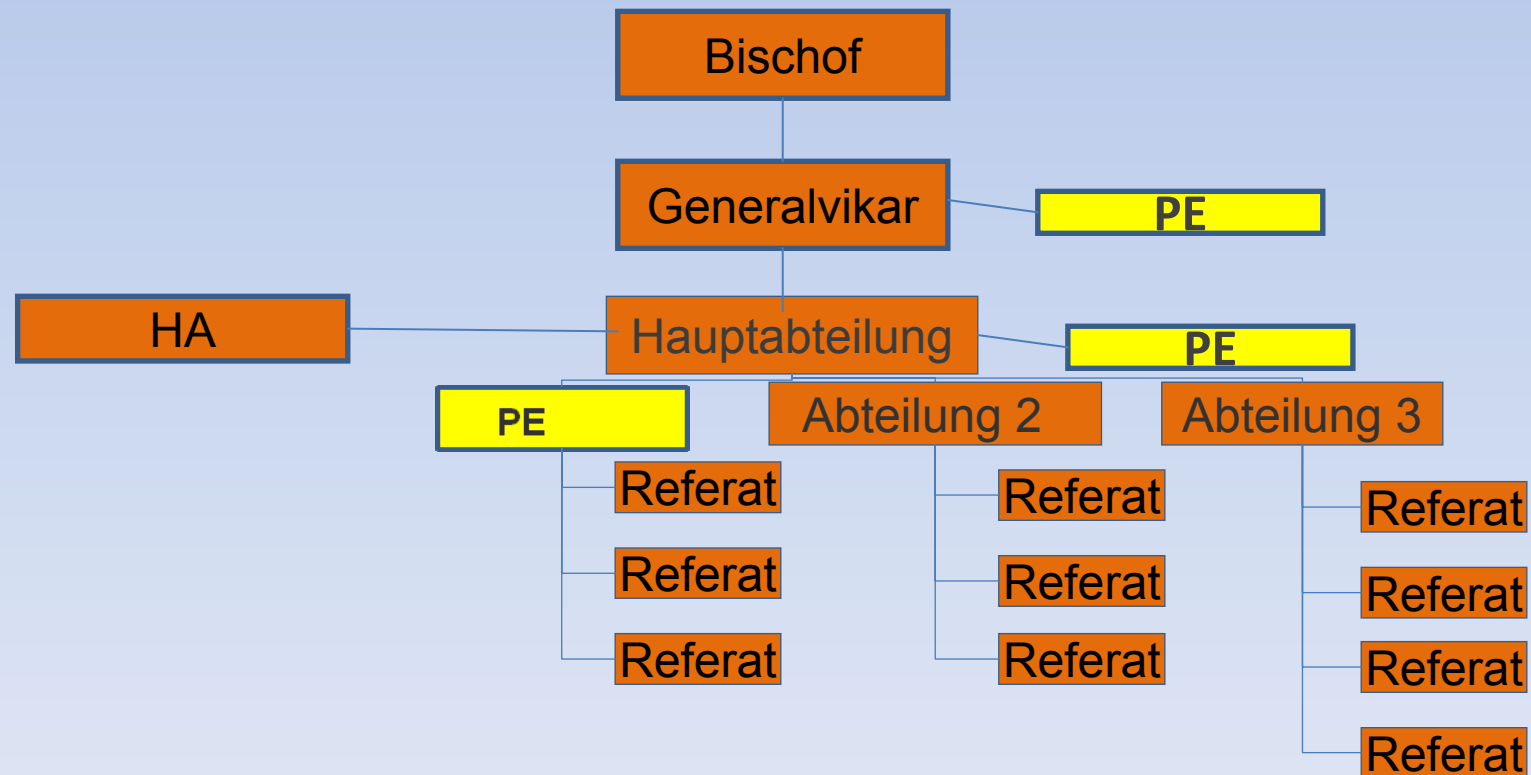 Bischof
Generalvikar
PE
HA
Hauptabteilung
PE
PE
Abteilung 2
Abteilung 3
Referat
Referat
Referat
Referat
Referat
Referat
Referat
Referat
Referat
Referat